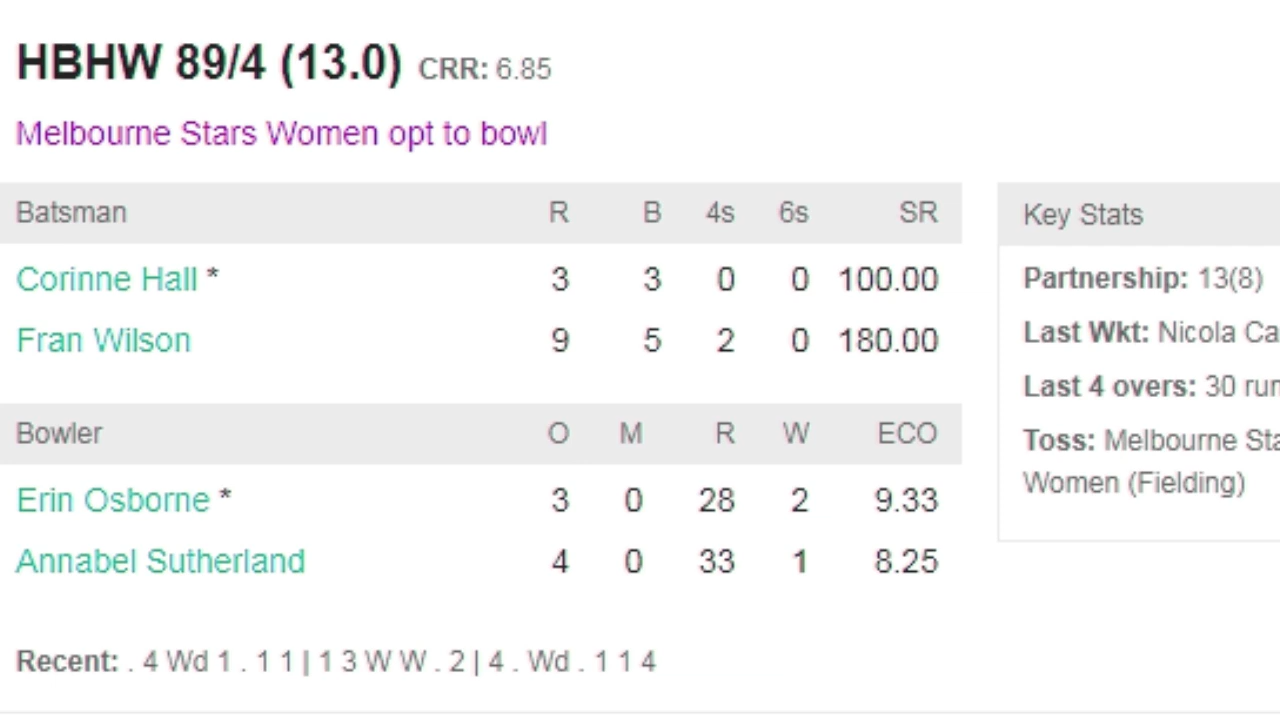 HBHW 89/4 (13.0) CRR: 6.85
Melbourne Stars Women opt to bowl
Batsman R B 4s 6s SR
Corinne Hall * 3 3 0 0 100.00
Fran Wilson 9 5 2 0 180.00
Bowler O M R W ECO
Erin Osborne * 3 0 28 2 9.33
Annabel Sutherland 4 0 33 1 8.25
Recent: . 4 Wd 1 . 1 1 | 1 3 W W . 2 | 4 . Wd . 1 1 4
Key Stats
Partnership: 13(8)
Last Wkt: Nicola
Last 4 overs: 30
Toss: Melbourne
Women (Fielding)